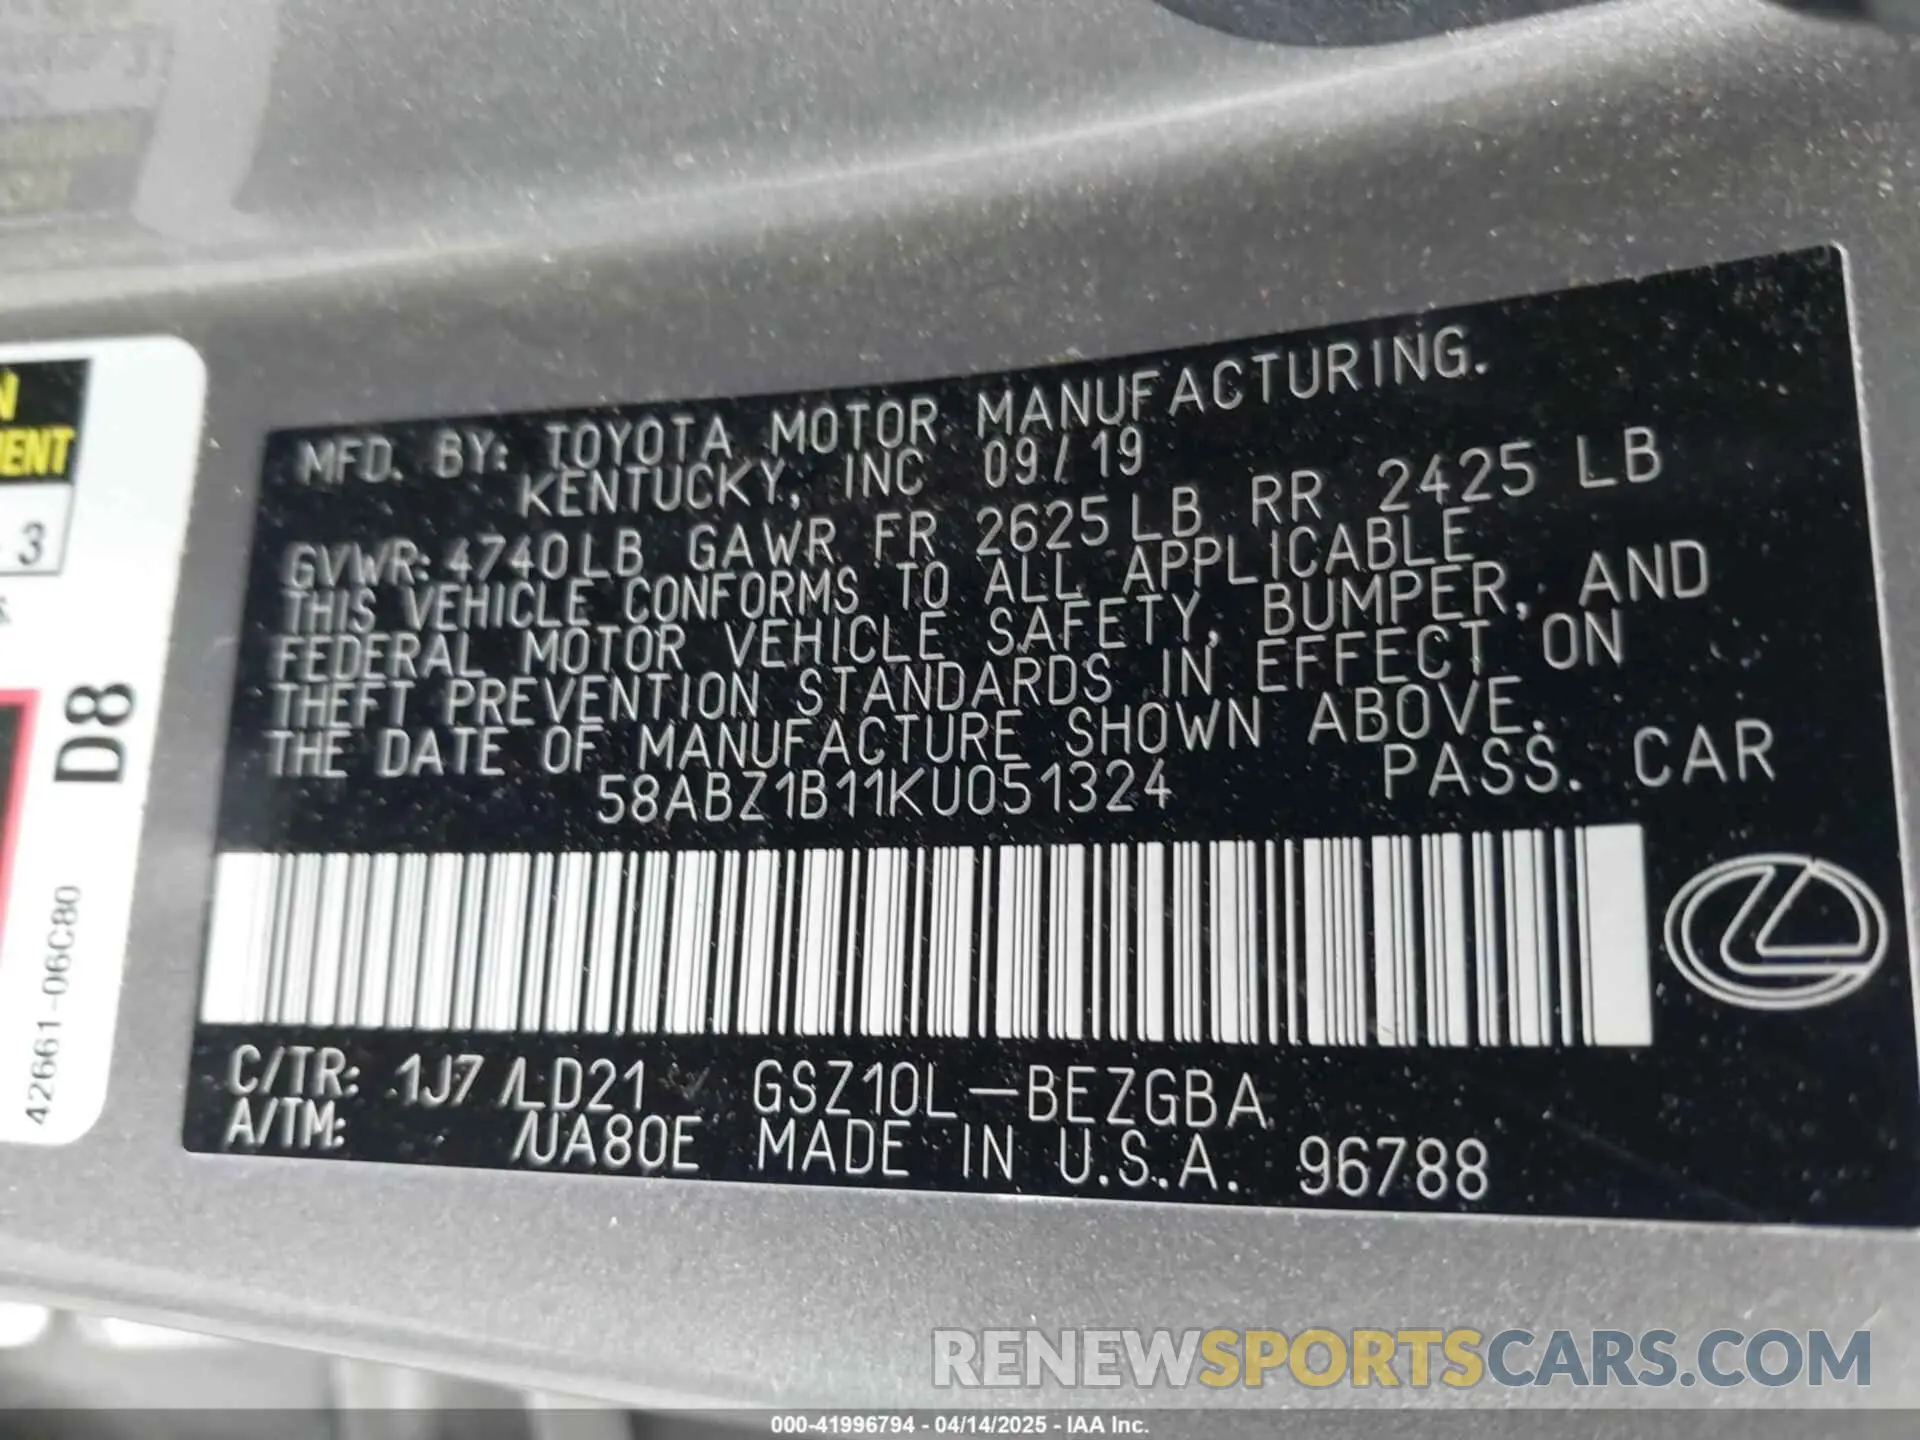 MFD. BY: TOYOTA MOTOR MANUFACTURING.
KENTUCKY, INC 09/19
GVWR: 4740LB GAWR FR 2625LB RR 2425 LB
THIS VEHICLE CONFORMS TO ALL APPLICABLE
FEDERAL MOTOR VEHICLE SAFETY, BUMPER, AND
THEFT PREVENTION STANDARDS IN EFFECT ON
THE DATE OF MANUFACTURE SHOWN ABOVE.
58ABZ1B11KU051324 PASS. CAR
C/TR: 1J7 /LD21 GSZ10L-BEZGBA
A/TM: /UA80E MADE IN U.S.A. 96788
N
ENT
3
D8
42661-06C80
RENEWSPORTSCARS.COM
000-41996794 - 04/14/2025 - IAA Inc.